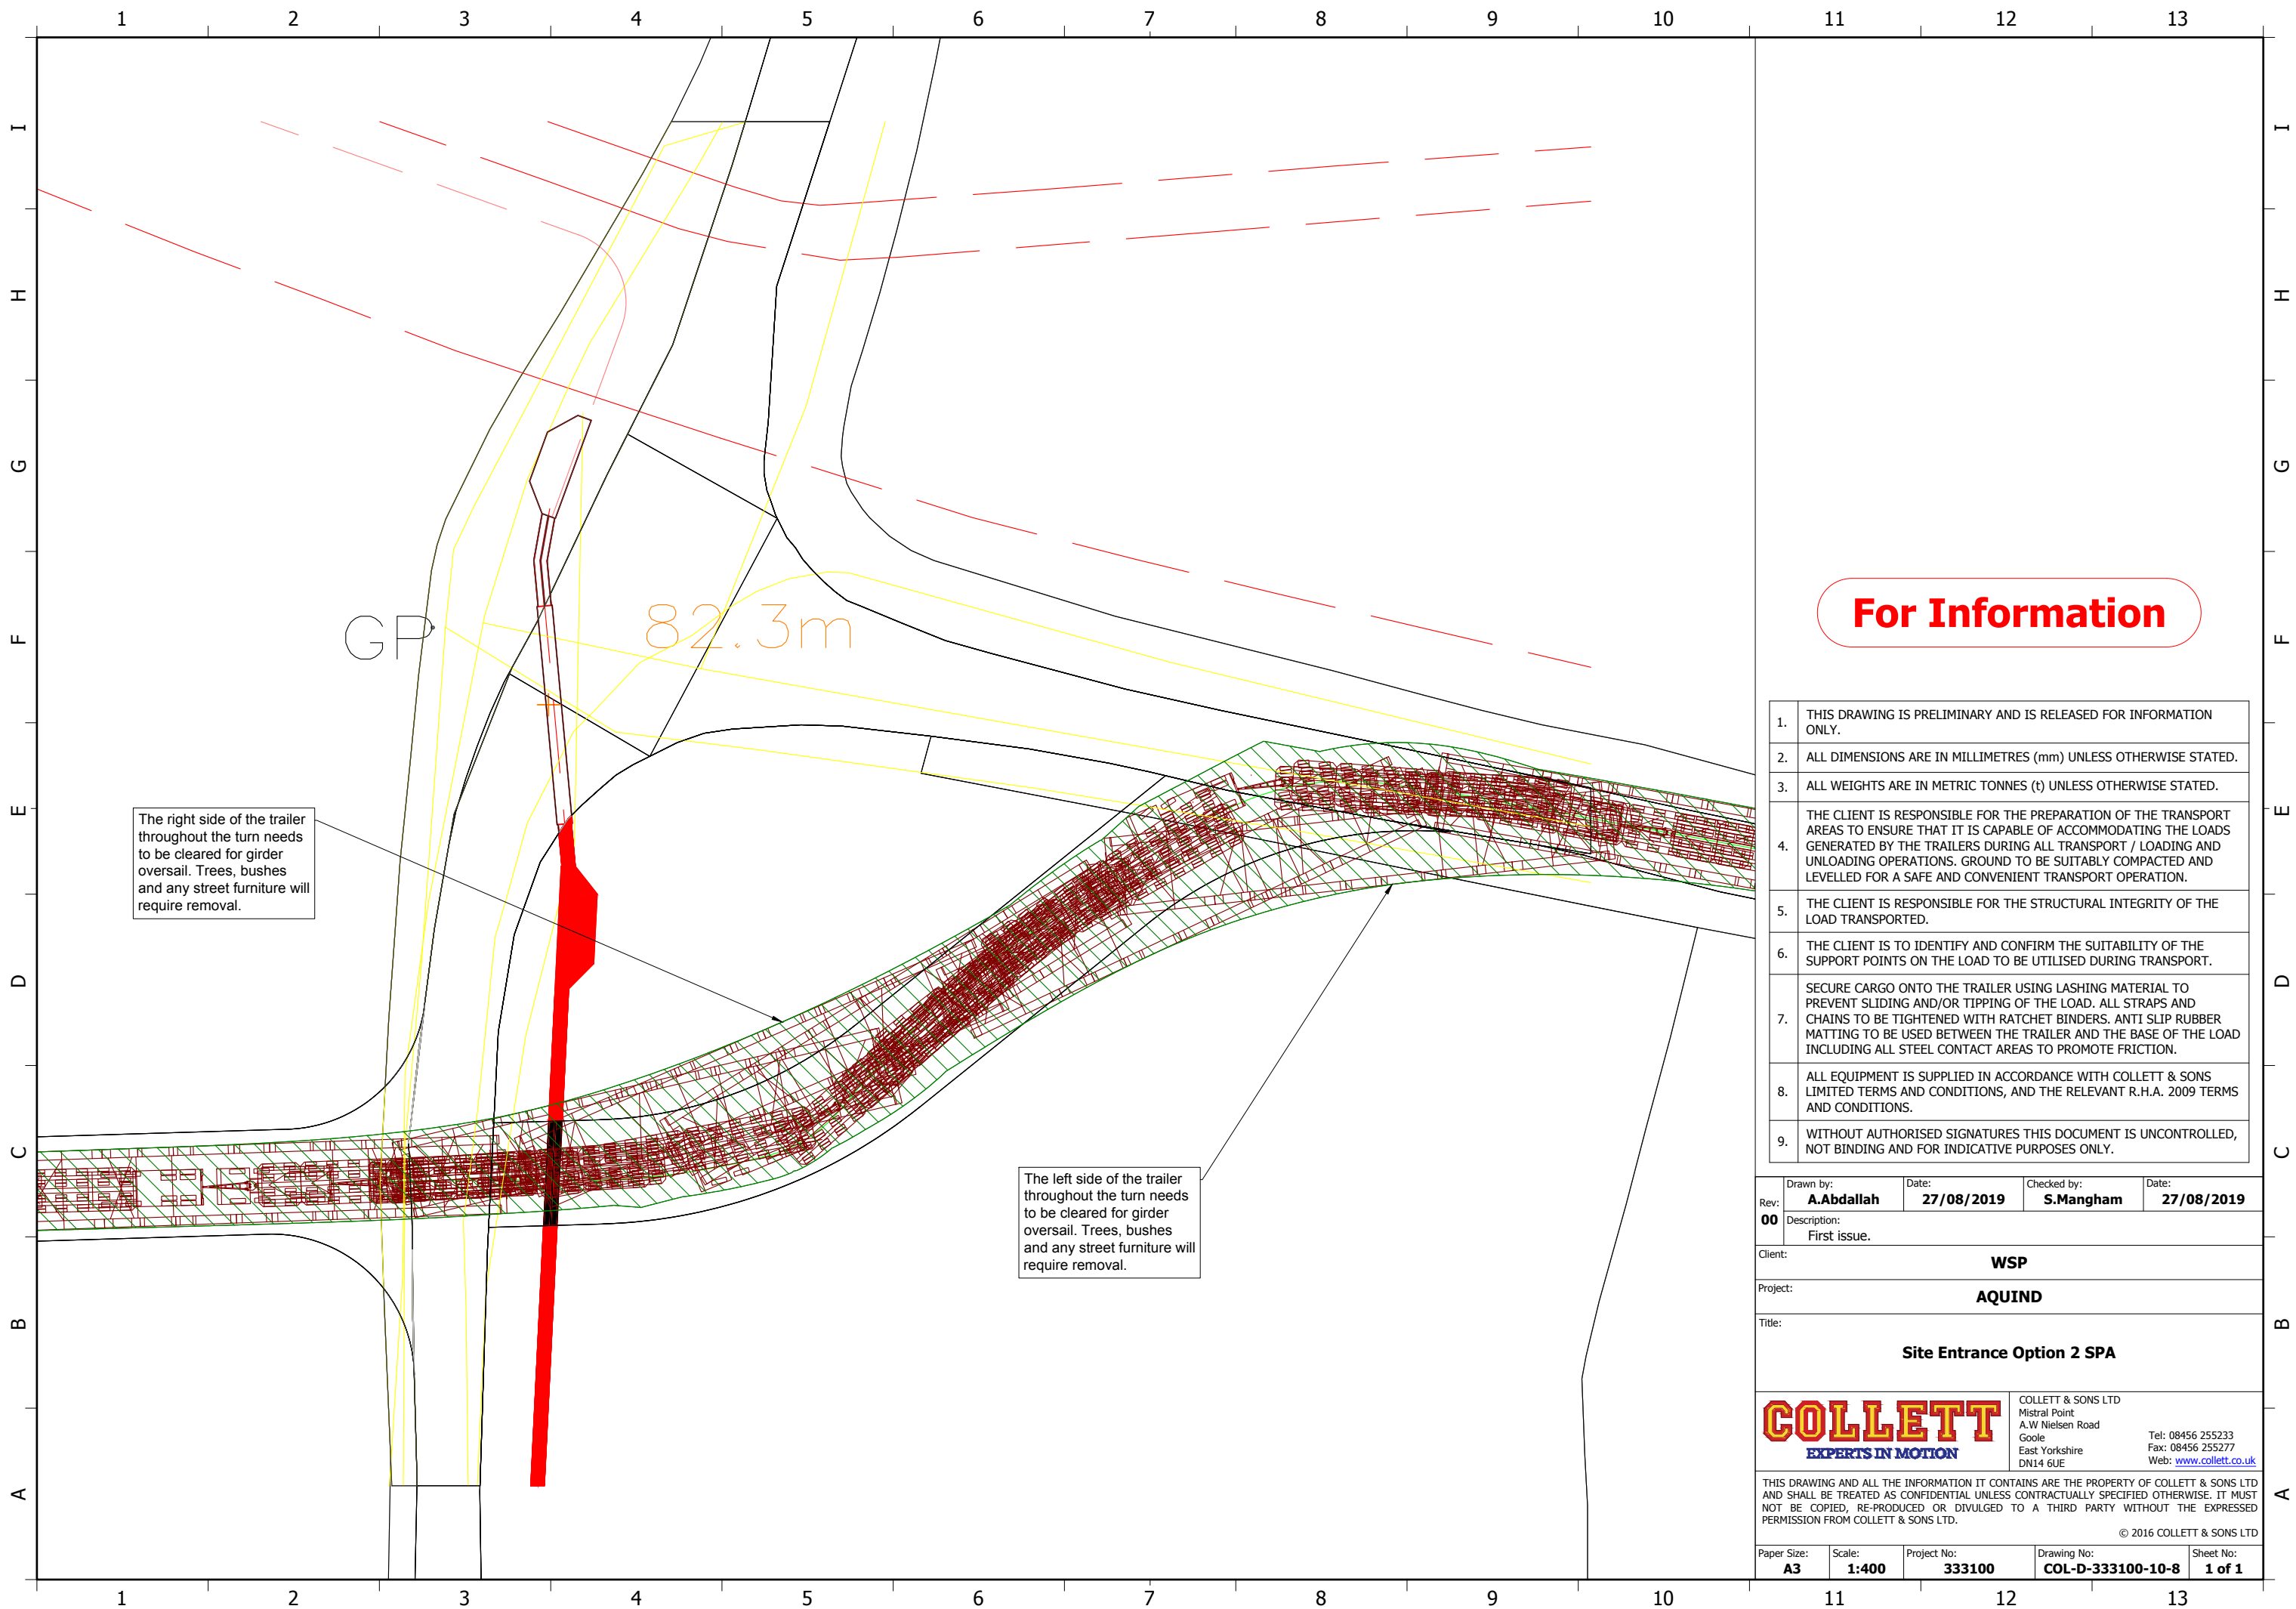 1 2 3 4 5 6 7 8 9 10 11 12 13
I I
H H
G G
F F
E E
D D
C C
B B
A A
GP
82.3m
The right side of the trailer
throughout the turn needs
to be cleared for girder
oversail. Trees, bushes
and any street furniture will
require removal.
The left side of the trailer
throughout the turn needs
to be cleared for girder
oversail. Trees, bushes
and any street furniture will
require removal.
For Information
1. THIS DRAWING IS PRELIMINARY AND IS RELEASED FOR INFORMATION
ONLY.
2. ALL DIMENSIONS ARE IN MILLIMETRES (mm) UNLESS OTHERWISE STATED.
3. ALL WEIGHTS ARE IN METRIC TONNES (t) UNLESS OTHERWISE STATED.
4. THE CLIENT IS RESPONSIBLE FOR THE PREPARATION OF THE TRANSPORT
AREAS TO ENSURE THAT IT IS CAPABLE OF ACCOMMODATING THE LOADS
GENERATED BY THE TRAILERS DURING ALL TRANSPORT / LOADING AND
UNLOADING OPERATIONS. GROUND TO BE SUITABLY COMPACTED AND
LEVELLED FOR A SAFE AND CONVENIENT TRANSPORT OPERATION.
5. THE CLIENT IS RESPONSIBLE FOR THE STRUCTURAL INTEGRITY OF THE
LOAD TRANSPORTED.
6. THE CLIENT IS TO IDENTIFY AND CONFIRM THE SUITABILITY OF THE
SUPPORT POINTS ON THE LOAD TO BE UTILISED DURING TRANSPORT.
7. SECURE CARGO ONTO THE TRAILER USING LASHING MATERIAL TO
PREVENT SLIDING AND/OR TIPPING OF THE LOAD. ALL STRAPS AND
CHAINS TO BE TIGHTENED WITH RATCHET BINDERS. ANTI SLIP RUBBER
MATTING TO BE USED BETWEEN THE TRAILER AND THE BASE OF THE LOAD
INCLUDING ALL STEEL CONTACT AREAS TO PROMOTE FRICTION.
8. ALL EQUIPMENT IS SUPPLIED IN ACCORDANCE WITH COLLETT & SONS
LIMITED TERMS AND CONDITIONS, AND THE RELEVANT R.H.A. 2009 TERMS
AND CONDITIONS.
9. WITHOUT AUTHORISED SIGNATURES THIS DOCUMENT IS UNCONTROLLED,
NOT BINDING AND FOR INDICATIVE PURPOSES ONLY.
Rev: Drawn by: Date: Checked by: Date:
00 A.Abdallah 27/08/2019 S.Mangham 27/08/2019
Description:
First issue.
Client:
WSP
Project:
AQUIND
Title:
Site Entrance Option 2 SPA
COLLETT
EXPERTS IN MOTION
COLLETT & SONS LTD
Mistral Point
A.W Nielsen Road
Goole
East Yorkshire
DN14 6UE
Tel: 08456 255233
Fax: 08456 255277
Web: www.collett.co.uk
THIS DRAWING AND ALL THE INFORMATION IT CONTAINS ARE THE PROPERTY OF COLLETT & SONS LTD
AND SHALL BE TREATED AS CONFIDENTIAL UNLESS CONTRACTUALLY SPECIFIED OTHERWISE. IT MUST
NOT BE COPIED, RE-PRODUCED OR DIVULGED TO A THIRD PARTY WITHOUT THE EXPRESSED
PERMISSION FROM COLLETT & SONS LTD.
© 2016 COLLETT & SONS LTD
Paper Size: Scale: Project No: Drawing No: Sheet No:
A3 1:400 333100 COL-D-333100-10-8 1 of 1
1 2 3 4 5 6 7 8 9 10 11 12 13